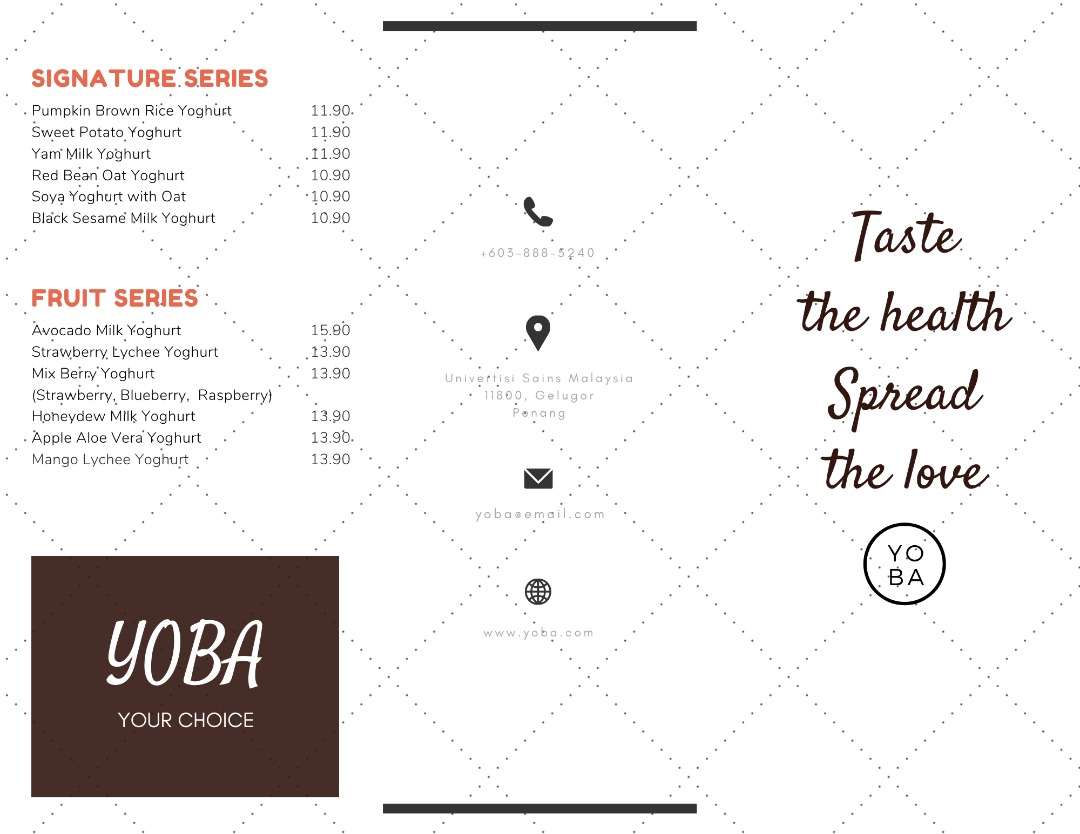 SIGNATURE SERIES
Pumpkin Brown Rice Yoghurt 11.90
Sweet Potato Yoghurt 11.90
Yam Milk Yoghurt 11.90
Red Bean Oat Yoghurt 10.90
Soya Yoghurt with Oat 10.90
Black Sesame Milk Yoghurt 10.90
FRUIT SERIES
Avocado Milk Yoghurt 15.90
Strawberry Lychee Yoghurt 13.90
Mix Berry Yoghurt 13.90
(Strawberry, Blueberry, Raspberry)
Honeydew Milk Yoghurt 13.90
Apple Aloe Vera Yoghurt 13.90
Mango Lychee Yoghurt 13.90
YOBA
YOUR CHOICE
+603-888-5240
Univertisi Sains Malaysia
11800, Gelugor
Penang
yoba@email.com
www.yoba.com
Taste
the health
Spread
the love
YO
BA